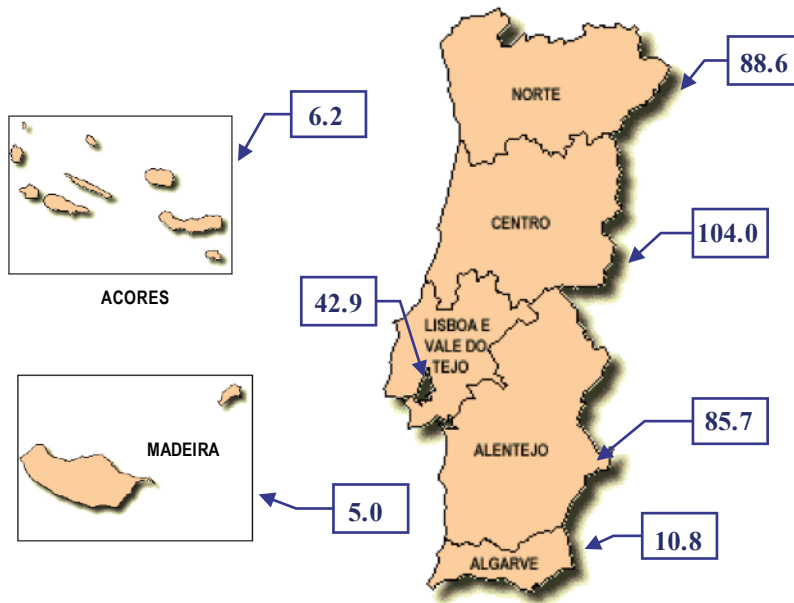 NORTE
88.6
6.2
CENTRO
104.0
ACORES
42.9
LISBOA E
VALE DO
TEJO
MADEIRA
ALENTEJO
85.7
5.0
10.8
ALGARVE